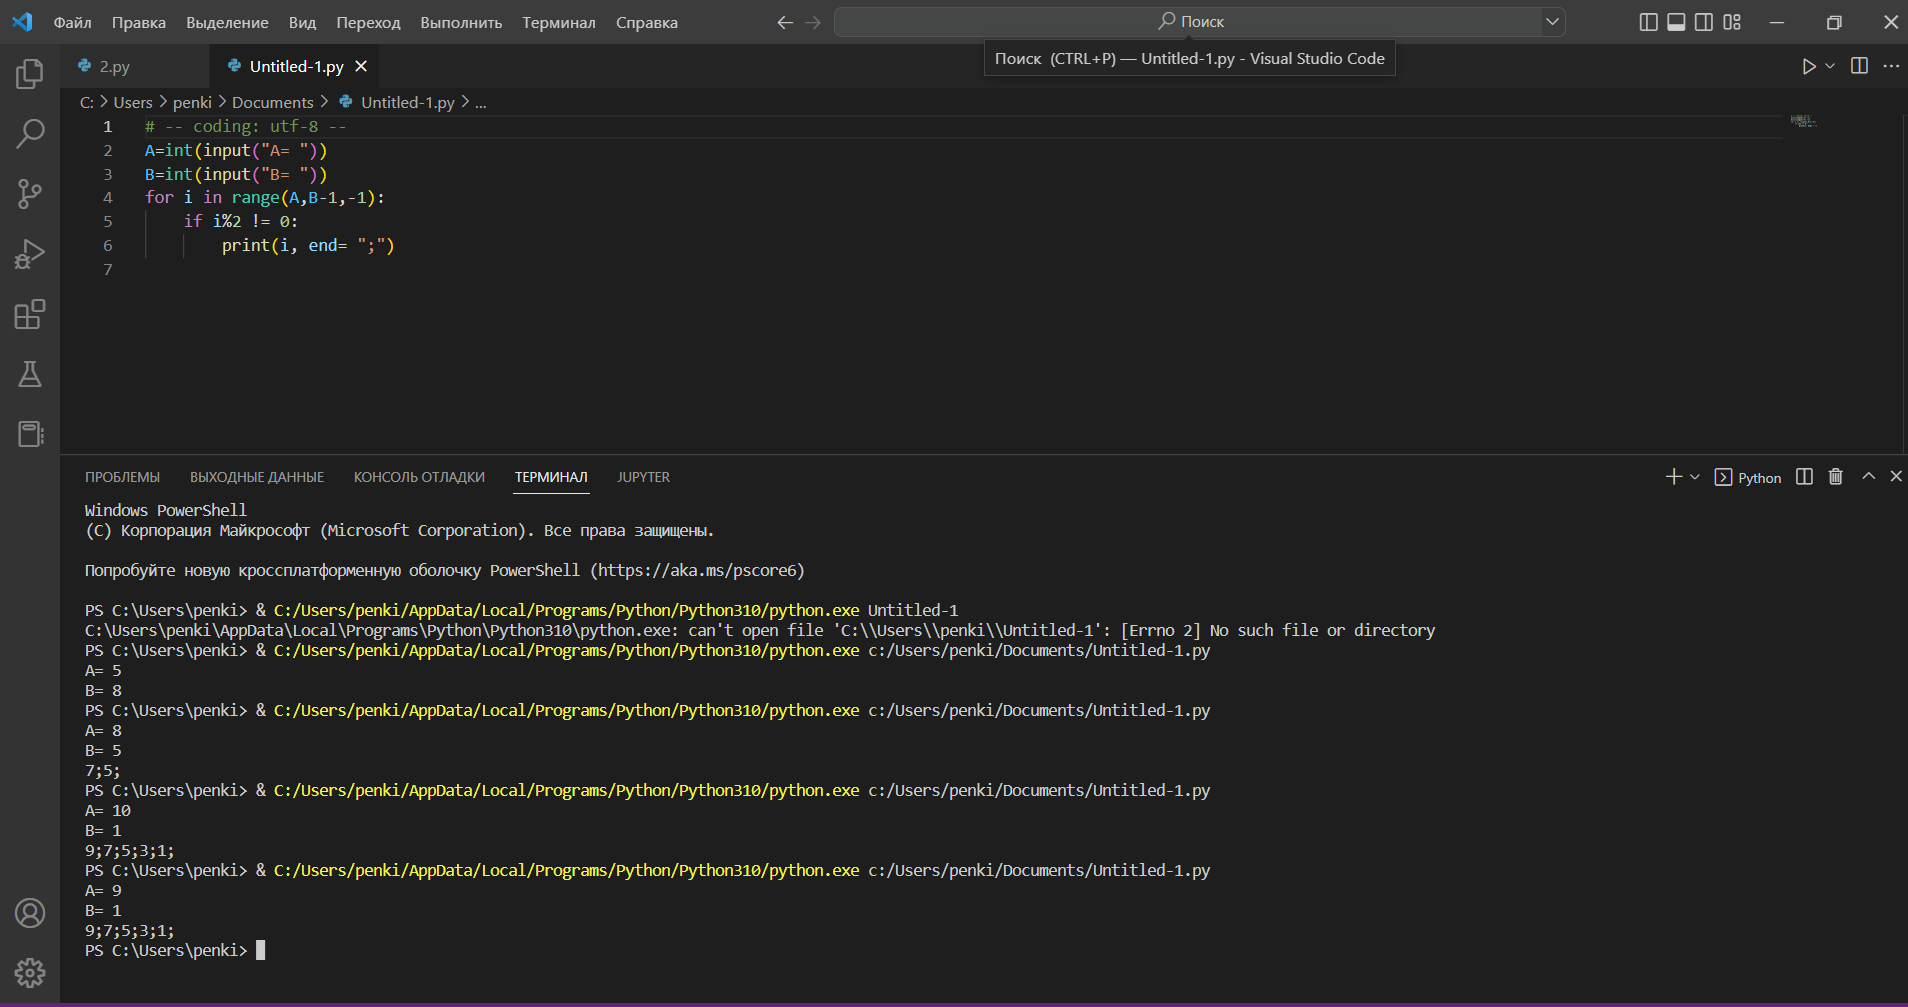 Файл Правка Выделение Вид Переход Выполнить Терминал Справка Поиск
Поиск (CTRL+P) — Untitled-1.py - Visual Studio Code
2.py Untitled-1.py
C: > Users > penki > Documents > Untitled-1.py > ...
1 # -- coding: utf-8 --
2 A=int(input("A= "))
3 B=int(input("B= "))
4 for i in range(A,B-1,-1):
5 if i%2 != 0:
6 print(i, end= ";")
7
ПРОБЛЕМЫ ВЫХОДНЫЕ ДАННЫЕ КОНСОЛЬ ОТЛАДКИ ТЕРМИНАЛ JUPYTER Python
Windows PowerShell
(C) Корпорация Майкрософт (Microsoft Corporation). Все права защищены.
Попробуйте новую кроссплатформенную оболочку PowerShell (https://aka.ms/pscore6)
PS C:\Users\penki> & C:/Users/penki/AppData/Local/Programs/Python/Python310/python.exe Untitled-1
C:\Users\penki\AppData\Local\Programs\Python\Python310\python.exe: can't open file 'C:\\Users\\penki\\Untitled-1': [Errno 2] No such file or directory
PS C:\Users\penki> & C:/Users/penki/AppData/Local/Programs/Python/Python310/python.exe c:/Users/penki/Documents/Untitled-1.py
A= 5
B= 8
PS C:\Users\penki> & C:/Users/penki/AppData/Local/Programs/Python/Python310/python.exe c:/Users/penki/Documents/Untitled-1.py
A= 8
B= 5
7;5;
PS C:\Users\penki> & C:/Users/penki/AppData/Local/Programs/Python/Python310/python.exe c:/Users/penki/Documents/Untitled-1.py
A= 10
B= 1
9;7;5;3;1;
PS C:\Users\penki> & C:/Users/penki/AppData/Local/Programs/Python/Python310/python.exe c:/Users/penki/Documents/Untitled-1.py
A= 9
B= 1
9;7;5;3;1;
PS C:\Users\penki>